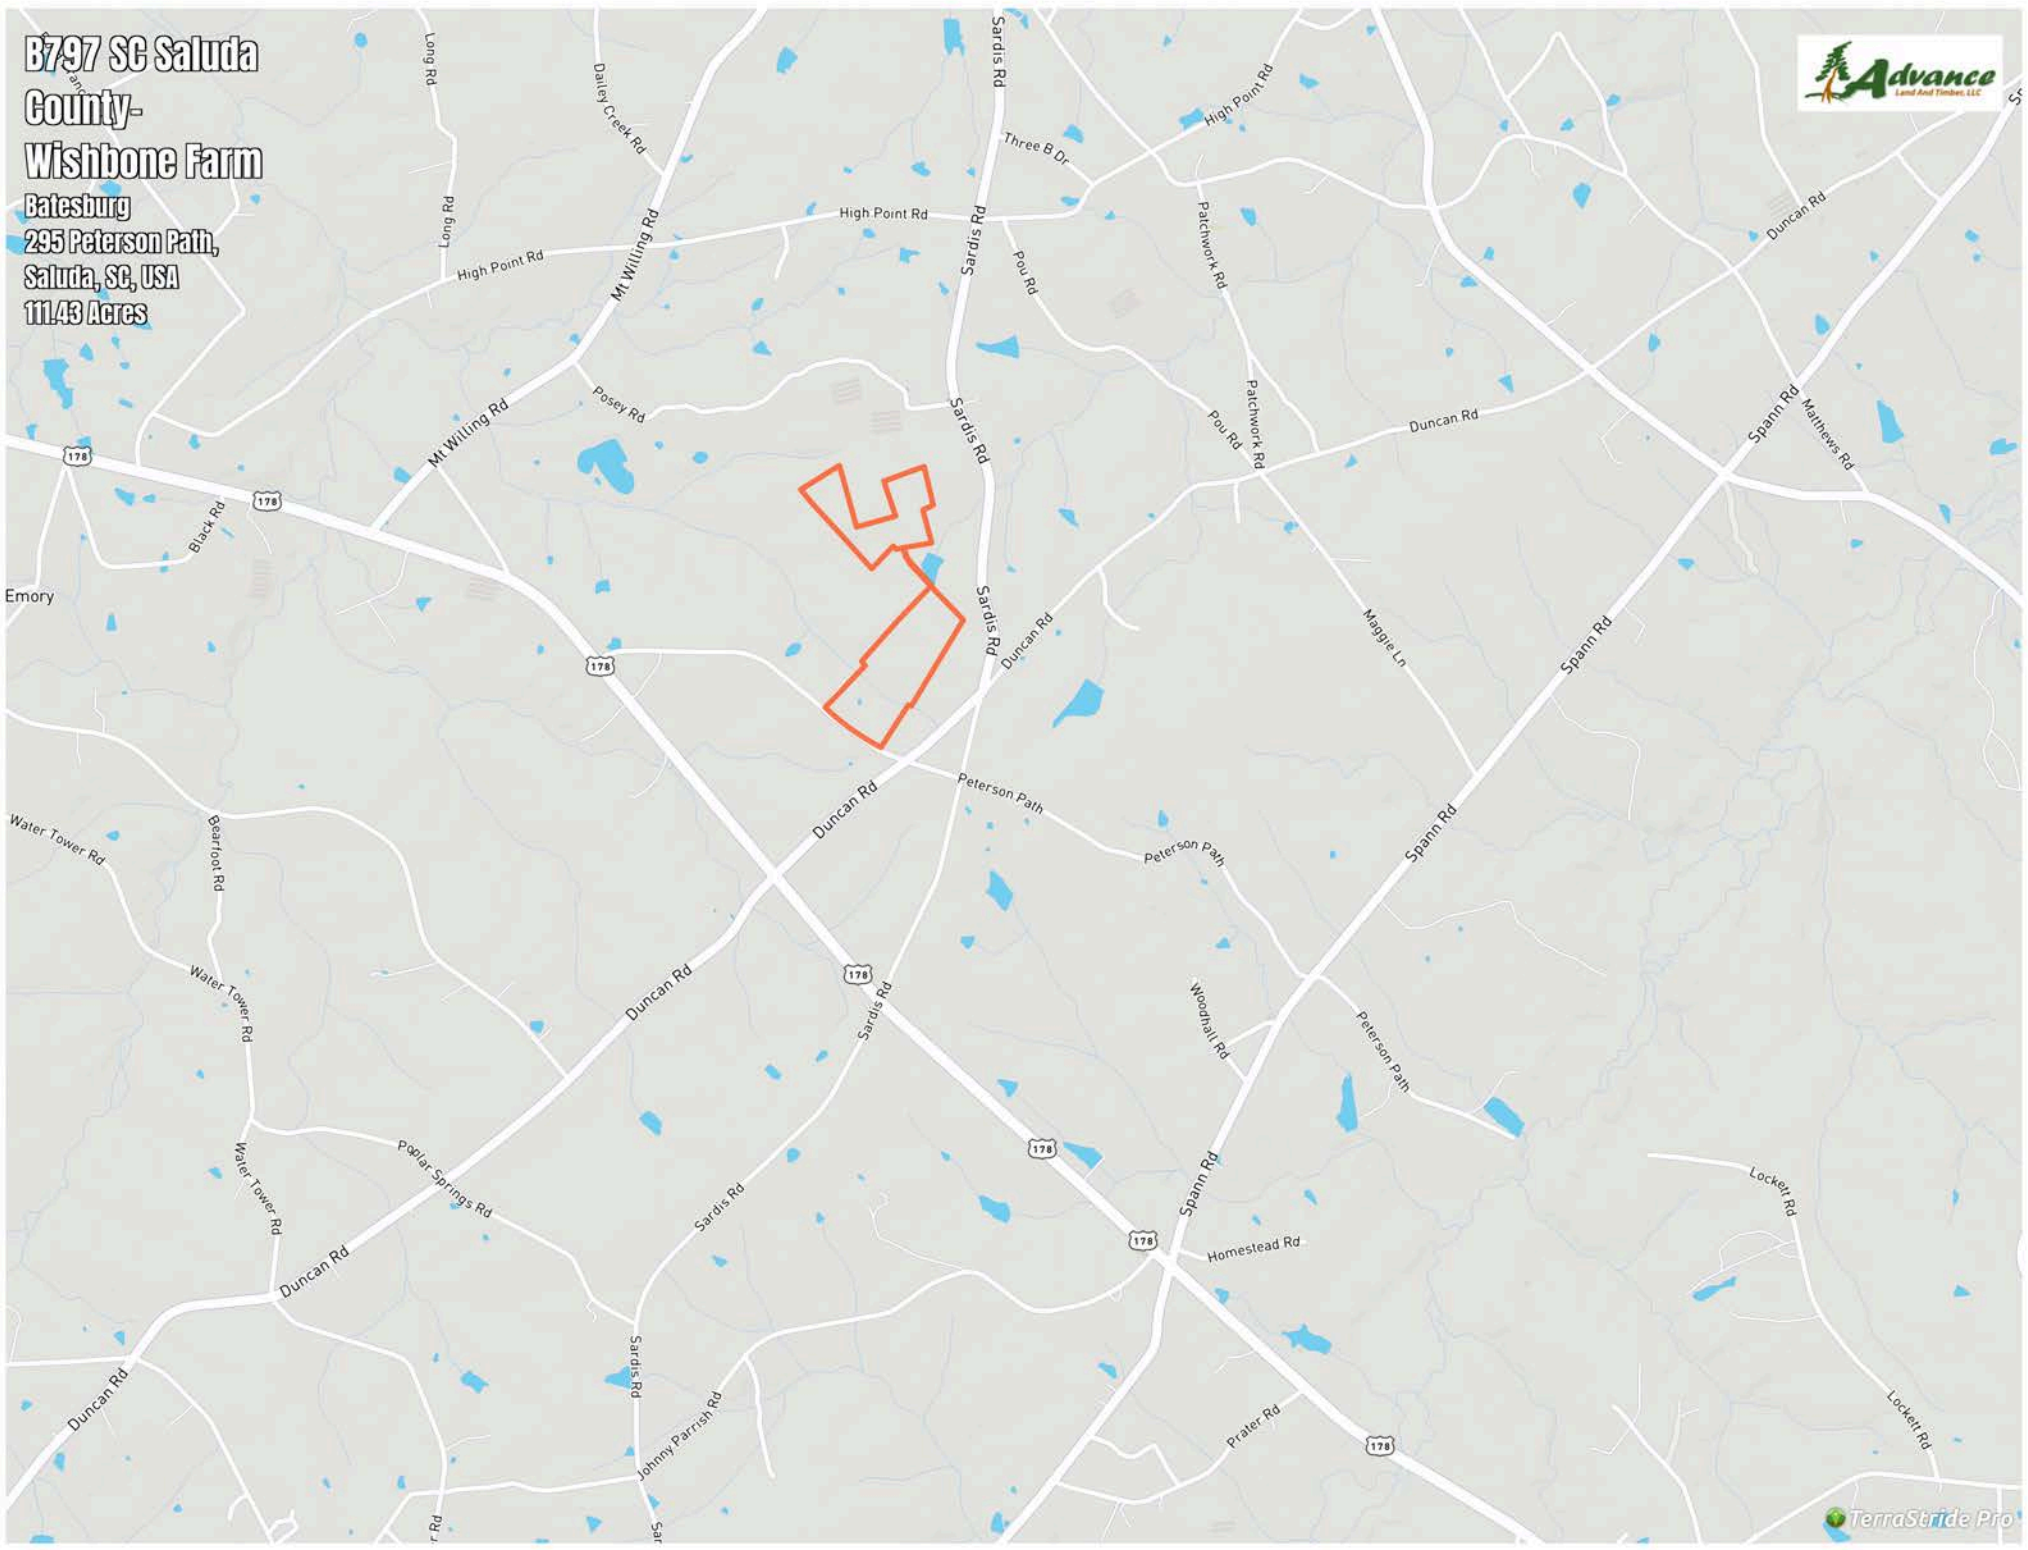 B797 SC Saluda
County-
Wishbone Farm
Batesburg
295 Peterson Path,
Saluda, SC, USA
111.43 Acres
Advance
Land And Timber, LLC
Long Rd
Dailey Creek Rd
Sardis Rd
High Point Rd
Three B Dr
Long Rd
High Point Rd
Mt Willing Rd
High Point Rd
Sardis Rd
Pou Rd
Patchwork Rd
Duncan Rd
Posey Rd
Mt Willing Rd
Sardis Rd
Pou Rd
Patchwork Rd
Duncan Rd
Spann Rd
Matthews Rd
178
178
Black Rd
Emory
178
Sardis Rd
Duncan Rd
Maggie Ln
Spann Rd
Water Tower Rd
Bearfoot Rd
Duncan Rd
Peterson Path
Peterson Path
Spann Rd
Water Tower Rd
Duncan Rd
178
Sardis Rd
Woodhall Rd
Peterson Path
Water Tower Rd
Poplar Springs Rd
Sardis Rd
178
Spann Rd
178
Homestead Rd
Lockett Rd
Duncan Rd
Duncan Rd
Sardis Rd
Johnny Parrish Rd
Prater Rd
178
Lockett Rd
r Rd
Sar
TerraStride Pro